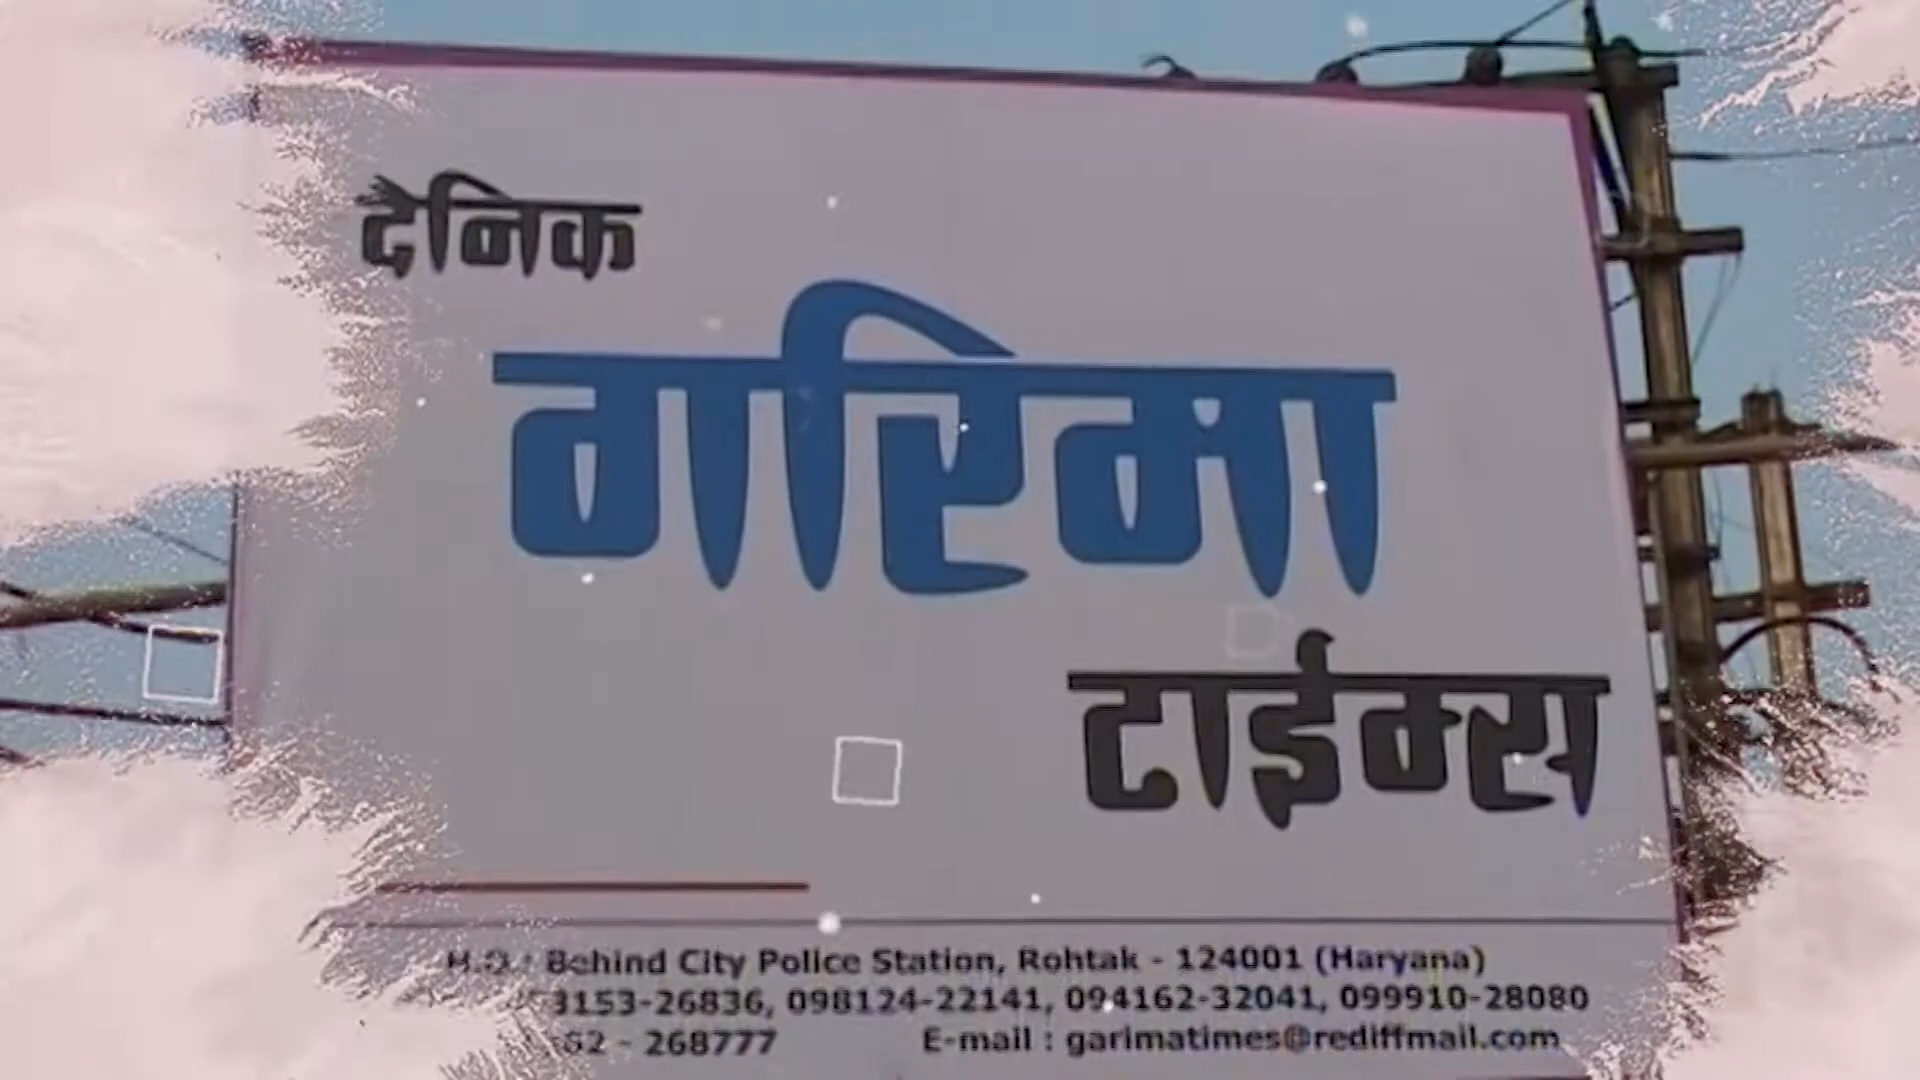 दैनिक
गरिमा
टाईम्स
H.O.: Behind City Police Station, Rohtak - 124001 (Haryana)
3153-26836, 098124-22141, 094162-32041, 099910-28080
62 - 268777 E-mail : garimatimes@rediffmail.com